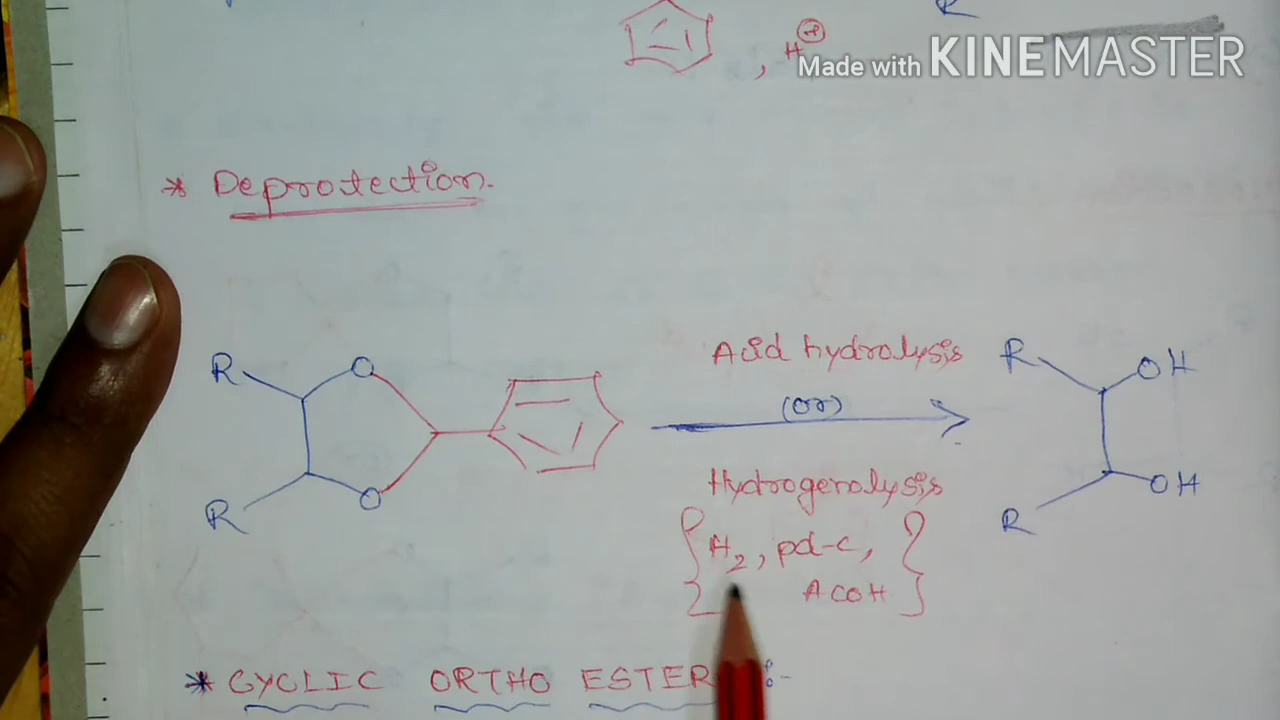 R
, H⊕
Made with KINEMASTER
* Deprotection.
R O Acid hydrolysis R OH
(or)
R O Hydrogenolysis R OH
{ H2, pd-c, }
ACOH
* CYCLIC ORTHO ESTER :-